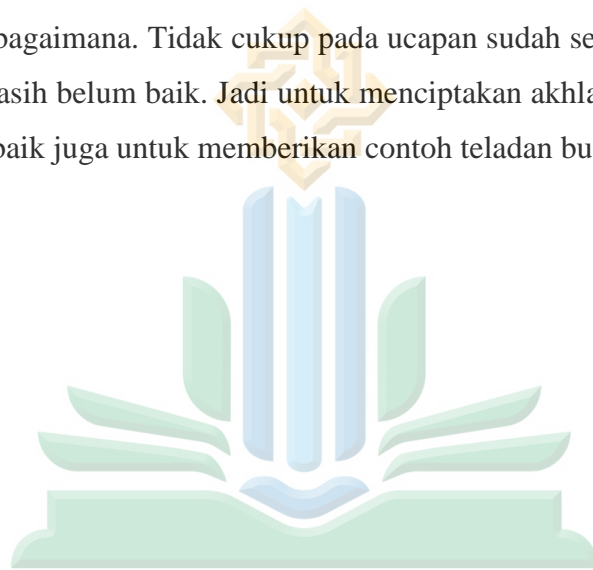 bagaimana. Tidak cukup pada ucapan sudah se
asih belum baik. Jadi untuk menciptakan akhla
baik juga untuk memberikan contoh teladan bu